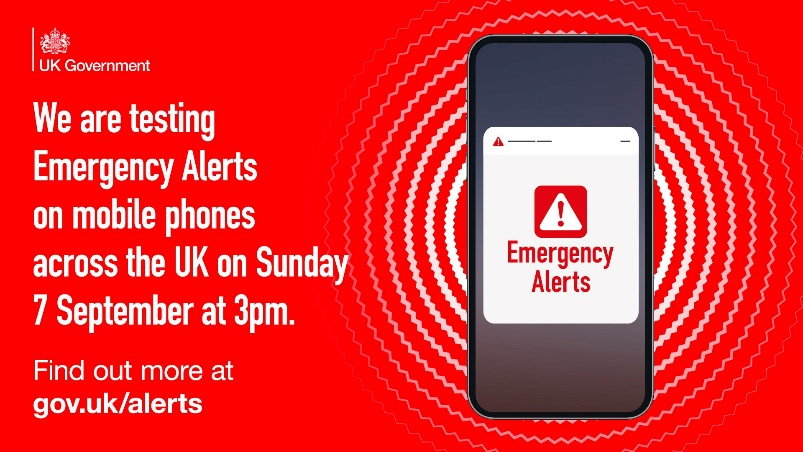 UK Government
We are testing
Emergency Alerts
on mobile phones
across the UK on Sunday
7 September at 3pm.
Find out more at
gov.uk/alerts
Emergency
Alerts